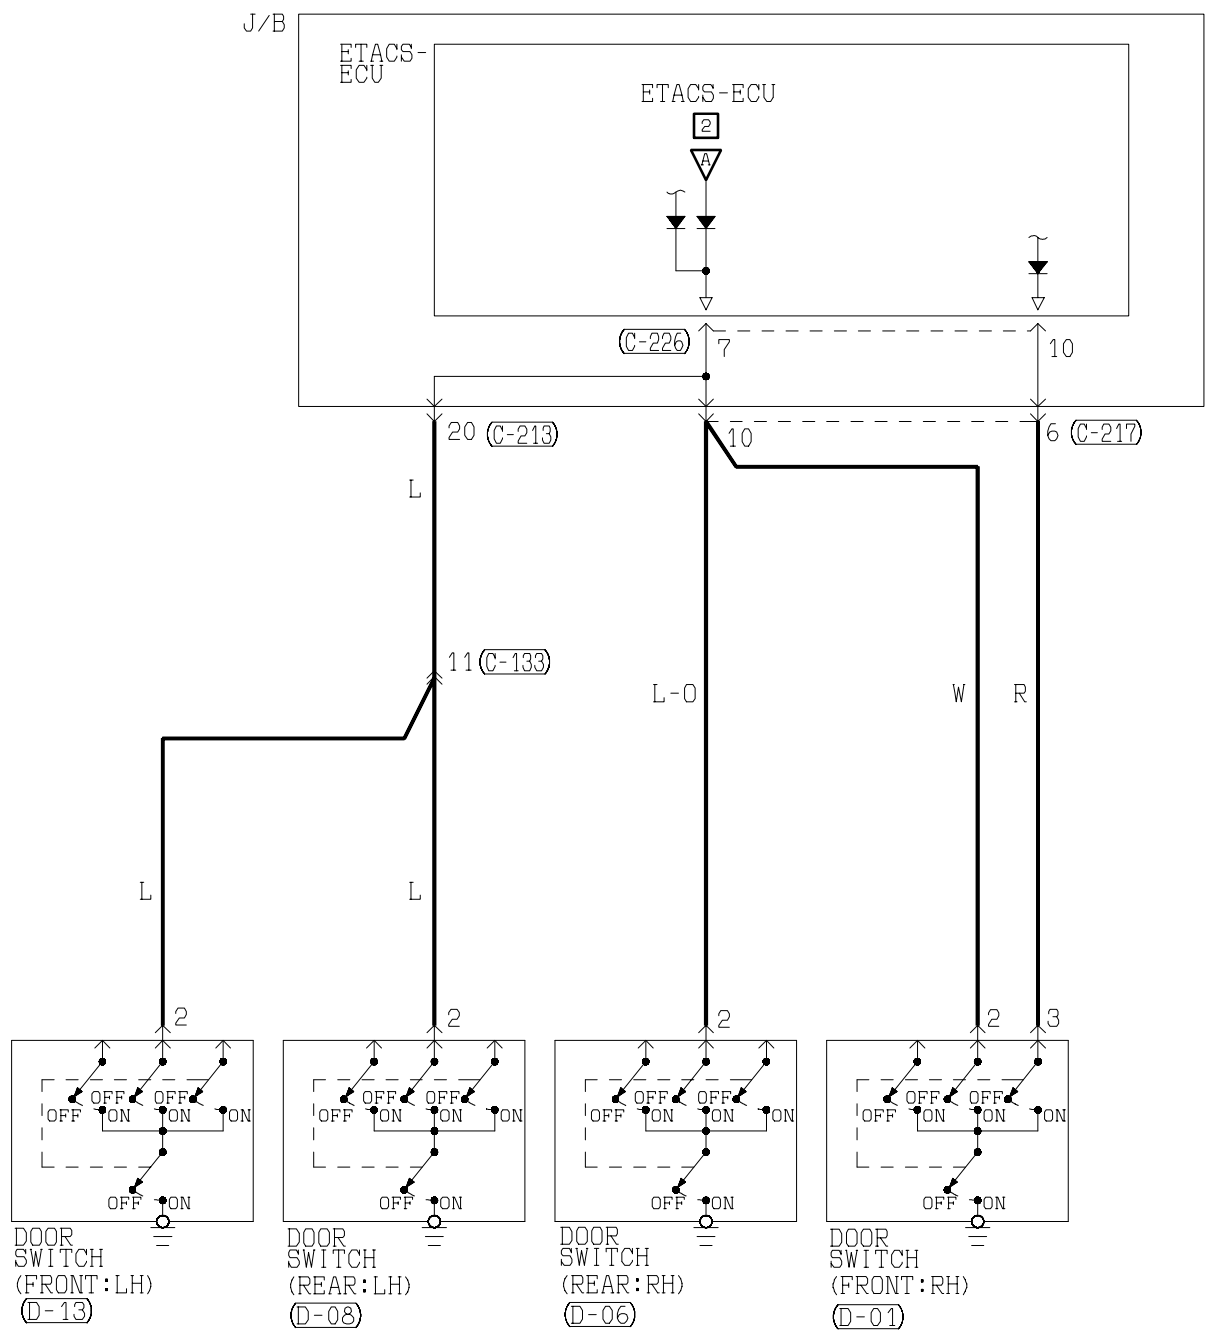 J/B
ETACS-
ECU
ETACS-ECU
2
A
(C-226) 7 10
20 (C-213) 10 6 (C-217)
L
11 (C-133)
L-O W R
L L
2 2 2 2 3
OFF OFF OFF OFF OFF OFF OFF OFF
OFF ON ON ON OFF ON ON ON OFF ON ON ON OFF ON ON ON
OFF ON OFF ON OFF ON OFF ON
DOOR
SWITCH
(FRONT:LH)
(D-13)
DOOR
SWITCH
(REAR:LH)
(D-08)
DOOR
SWITCH
(REAR:RH)
(D-06)
DOOR
SWITCH
(FRONT:RH)
(D-01)